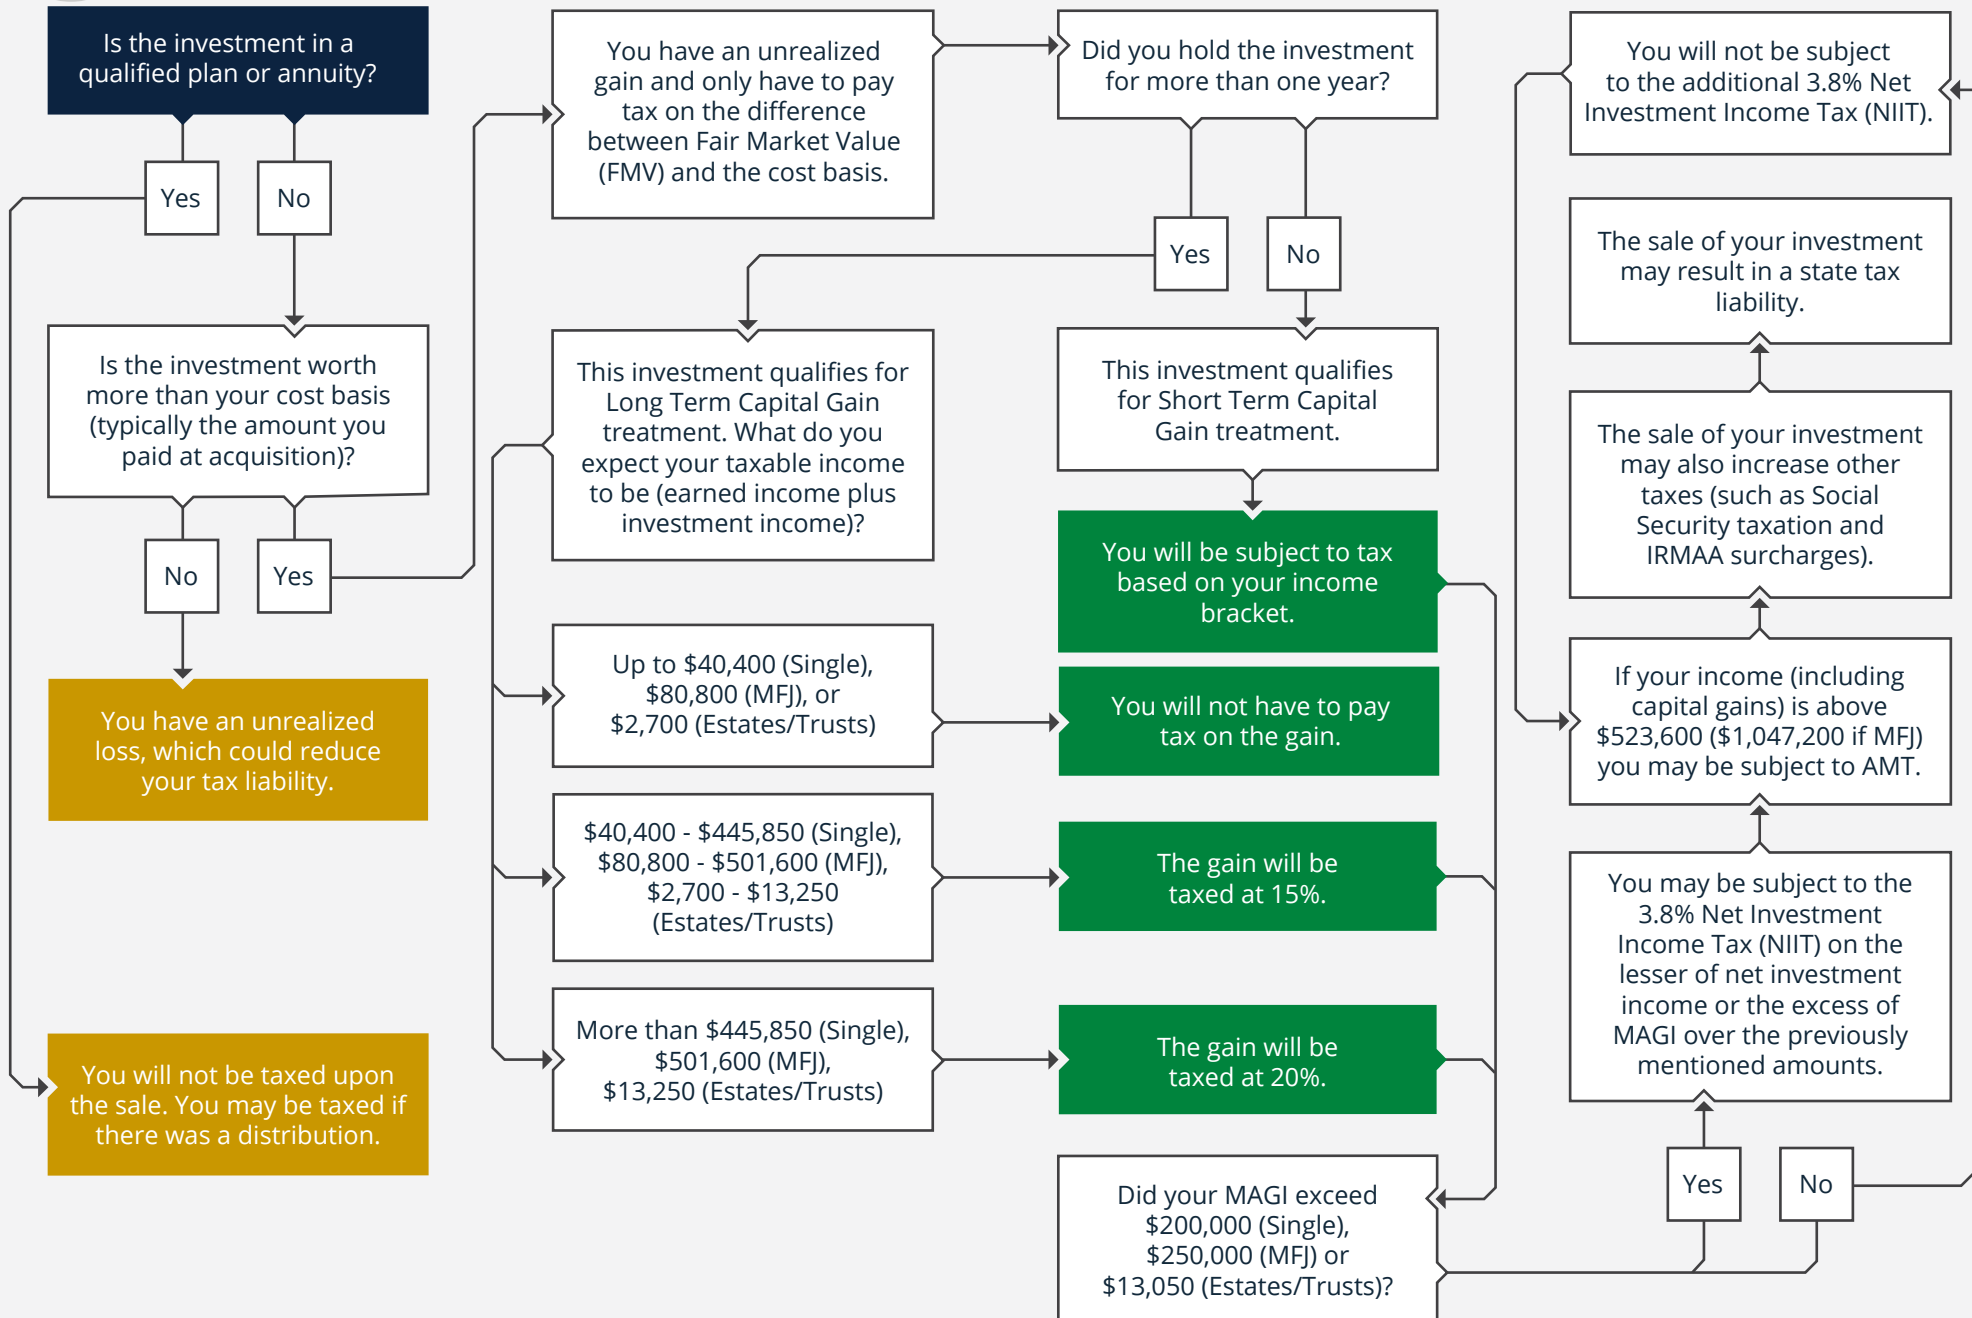 Is the investment in a
qualified plan or annuity?
Yes
No
Is the investment worth
more than your cost basis
(typically the amount you
paid at acquisition)?
No
Yes
You have an unrealized
loss, which could reduce
your tax liability.
You will not be taxed upon
the sale. You may be taxed if
there was a distribution.
You have an unrealized
gain and only have to pay
tax on the difference
between Fair Market Value
(FMV) and the cost basis.
Did you hold the investment
for more than one year?
Yes
No
This investment qualifies for
Long Term Capital Gain
treatment. What do you
expect your taxable income
to be (earned income plus
investment income)?
This investment qualifies
for Short Term Capital
Gain treatment.
You will be subject to tax
based on your income
bracket.
Up to $40,400 (Single),
$80,800 (MFJ), or
$2,700 (Estates/Trusts)
You will not have to pay
tax on the gain.
$40,400 - $445,850 (Single),
$80,800 - $501,600 (MFJ),
$2,700 - $13,250
(Estates/Trusts)
The gain will be
taxed at 15%.
More than $445,850 (Single),
$501,600 (MFJ),
$13,250 (Estates/Trusts)
The gain will be
taxed at 20%.
Did your MAGI exceed
$200,000 (Single),
$250,000 (MFJ) or
$13,050 (Estates/Trusts)?
Yes
No
You will not be subject
to the additional 3.8% Net
Investment Income Tax (NIIT).
The sale of your investment
may result in a state tax
liability.
The sale of your investment
may also increase other
taxes (such as Social
Security taxation and
IRMAA surcharges).
If your income (including
capital gains) is above
$523,600 ($1,047,200 if MFJ)
you may be subject to AMT.
You may be subject to the
3.8% Net Investment
Income Tax (NIIT) on the
lesser of net investment
income or the excess of
MAGI over the previously
mentioned amounts.